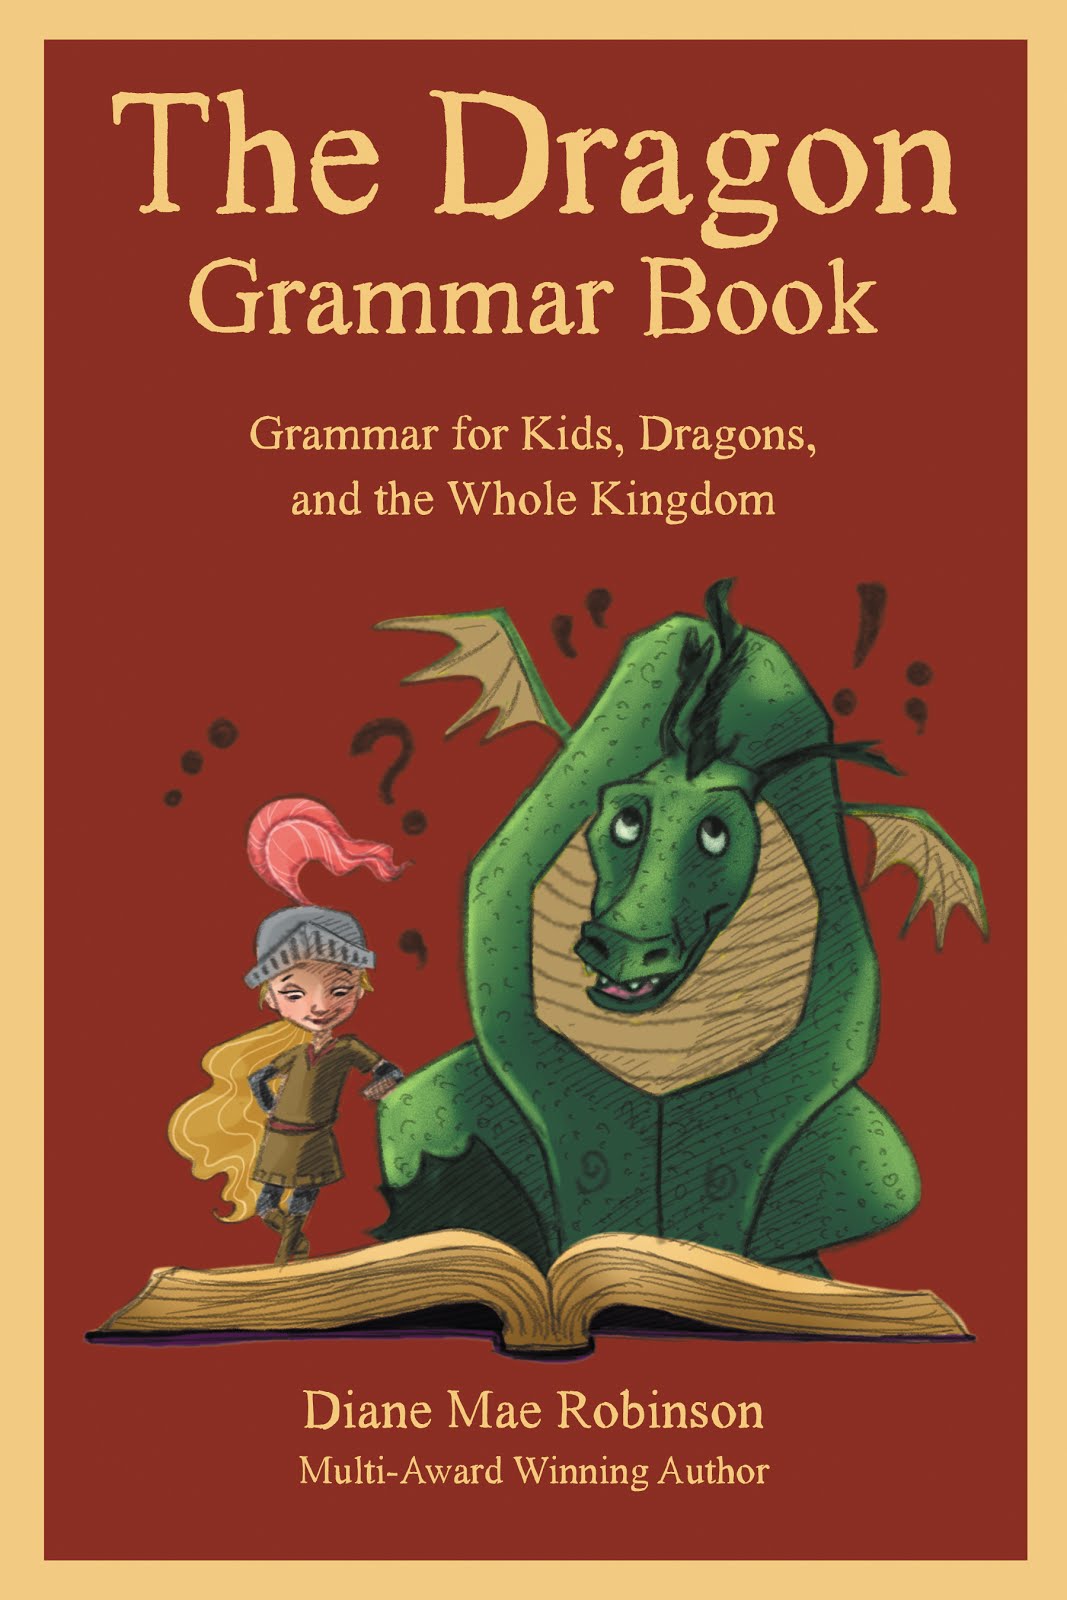 The Dragon
Grammar Book
Grammar for Kids, Dragons,
and the Whole Kingdom
Diane Mae Robinson
Multi-Award Winning Author